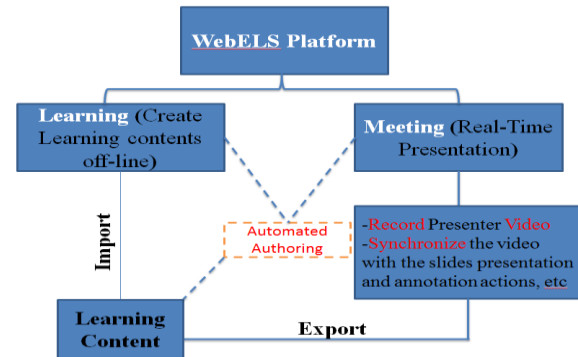 WebELS Platform
Learning (Create
Learning contents
off-line)
Meeting (Real-Time
Presentation)
Import
Automated
Authoring
-Record Presenter Video
-Synchronize the video
with the slides presentation
and annotation actions, etc
Learning
Content
Export